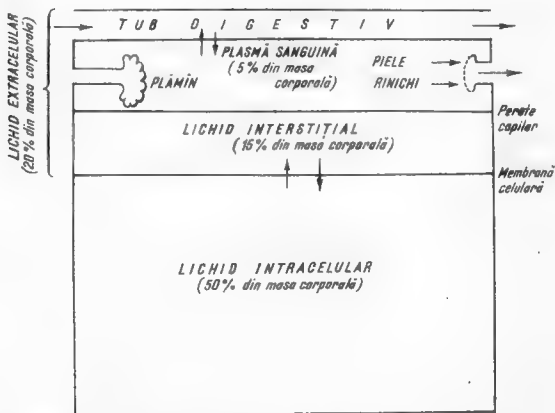 TUB DIGESTIV
PLASMĂ SANGUINĂ
(5% din masa
corporală)
PIELE
RINICHI
PLĂMÎN
LICHID EXTRACELULAR
(20% din masa corporală)
Perete
capilar
LICHID INTERSTIȚIAL
(15% din masa corporală)
Membrană
celulară
LICHID INTRACELULAR
(50% din masa corporală)